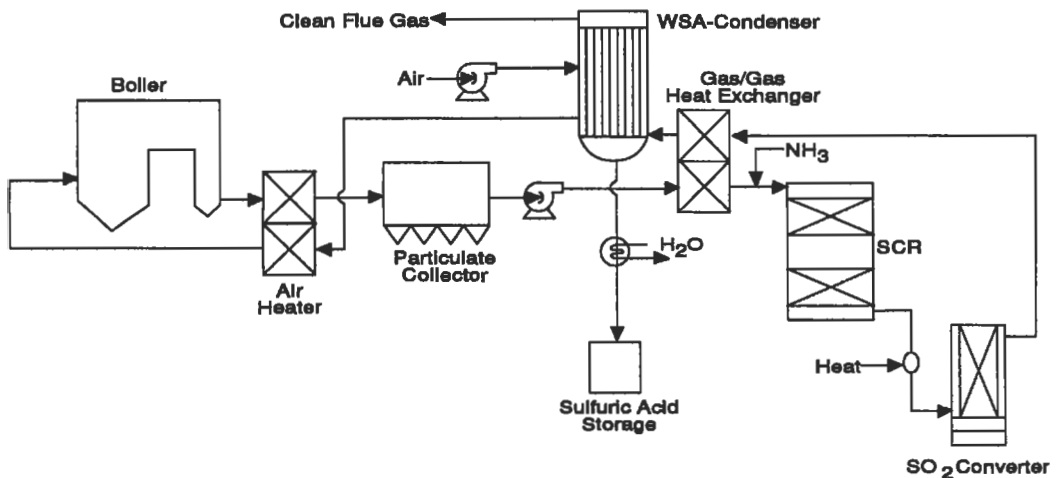 Clean Flue Gas
WSA-Condenser
Air
Gas/Gas
Heat Exchanger
Boiler
NH3
Particulate
Collector
H2O
SCR
Air
Heater
Heat
Sulfuric Acid
Storage
SO2 Converter